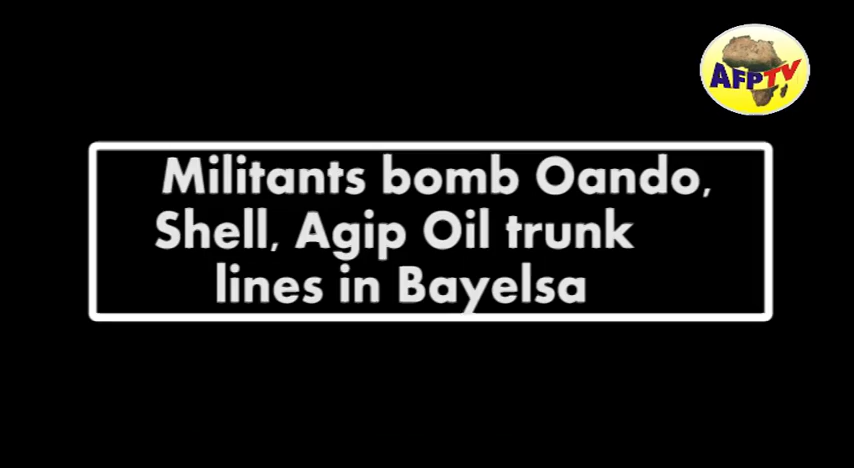 AFPTV
Militants bomb Oando,
Shell, Agip Oil trunk
lines in Bayelsa